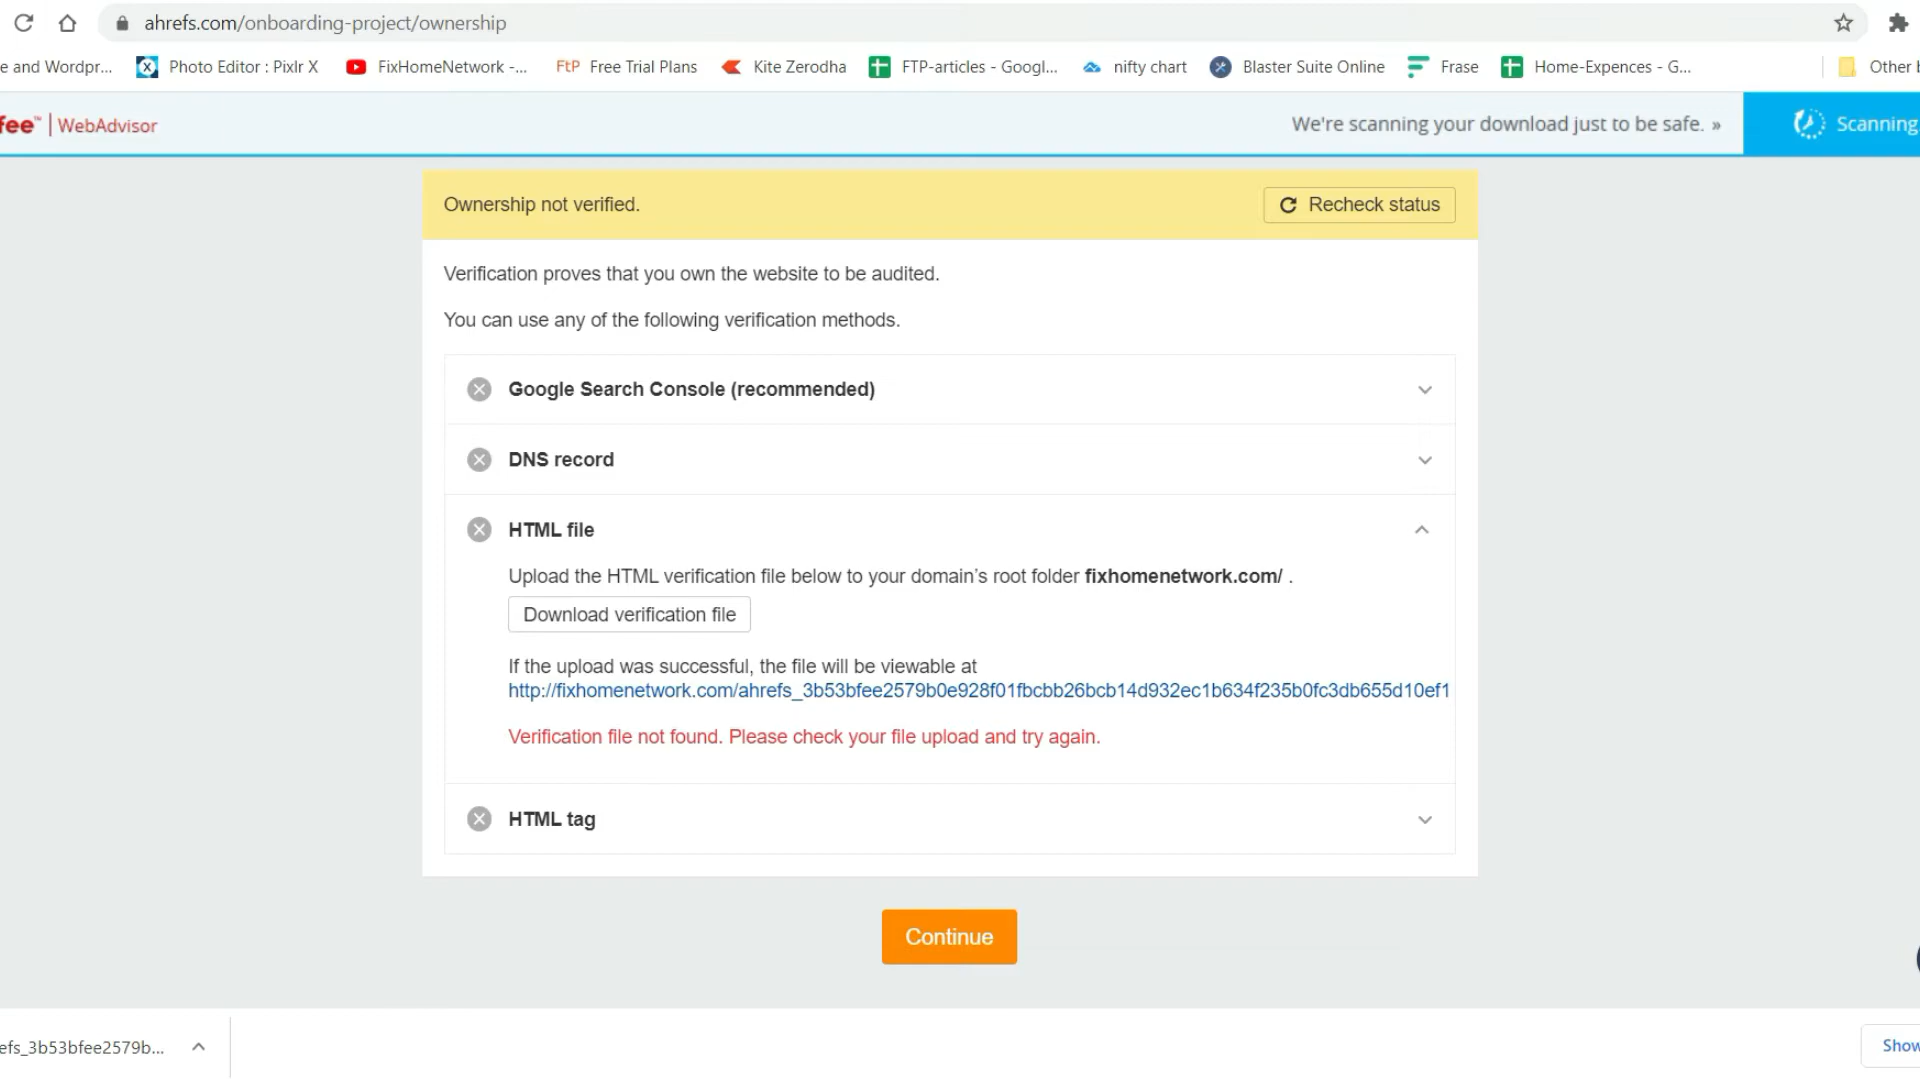 ahrefs.com/onboarding-project/ownership
e and Wordpr... Photo Editor : Pixlr X FixHomeNetwork -... FtP Free Trial Plans Kite Zerodha FTP-articles - Googl... nifty chart Blaster Suite Online Frase Home-Expences - G... Other b
fee™ | WebAdvisor We're scanning your download just to be safe. » Scanning
Ownership not verified. Recheck status
Verification proves that you own the website to be audited.
You can use any of the following verification methods.
Google Search Console (recommended)
DNS record
HTML file
Upload the HTML verification file below to your domain’s root folder fixhomenetwork.com/ .
Download verification file
If the upload was successful, the file will be viewable at
http://fixhomenetwork.com/ahrefs_3b53bfee2579b0e928f01fbcbb26bcb14d932ec1b634f235b0fc3db655d10ef1
Verification file not found. Please check your file upload and try again.
HTML tag
Continue
efs_3b53bfee2579b... Show